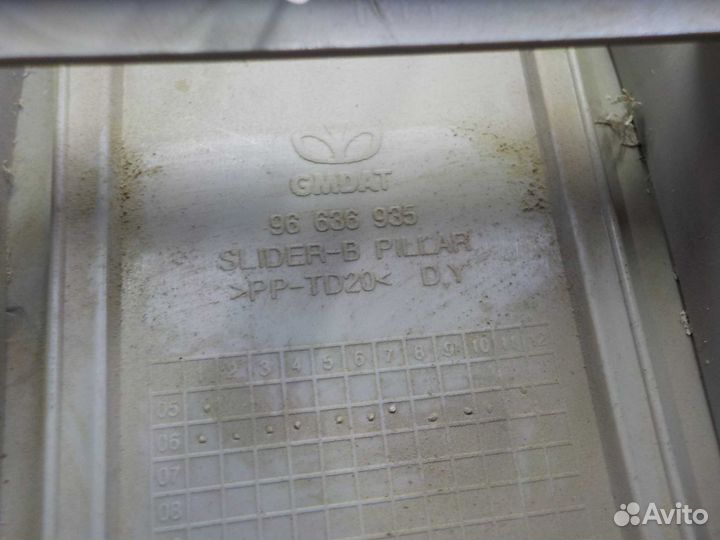 GMDAT
96 636 935
SLIDER-B PILLAR
>PP-TD20< D.Y
1 2 3 4 5 6 7 8 9 10 11 12
05
06
07
08
Avito